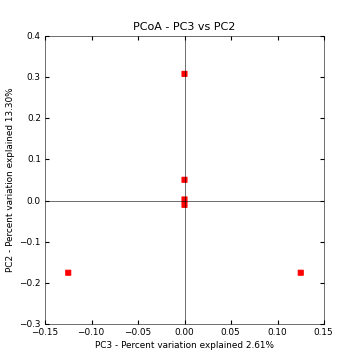 PCoA - PC3 vs PC2
0.4
0.3
0.2
0.1
0.0
−0.1
−0.2
−0.3
PC2 - Percent variation explained 13.30%
−0.15 −0.10 −0.05 0.00 0.05 0.10 0.15
PC3 - Percent variation explained 2.61%